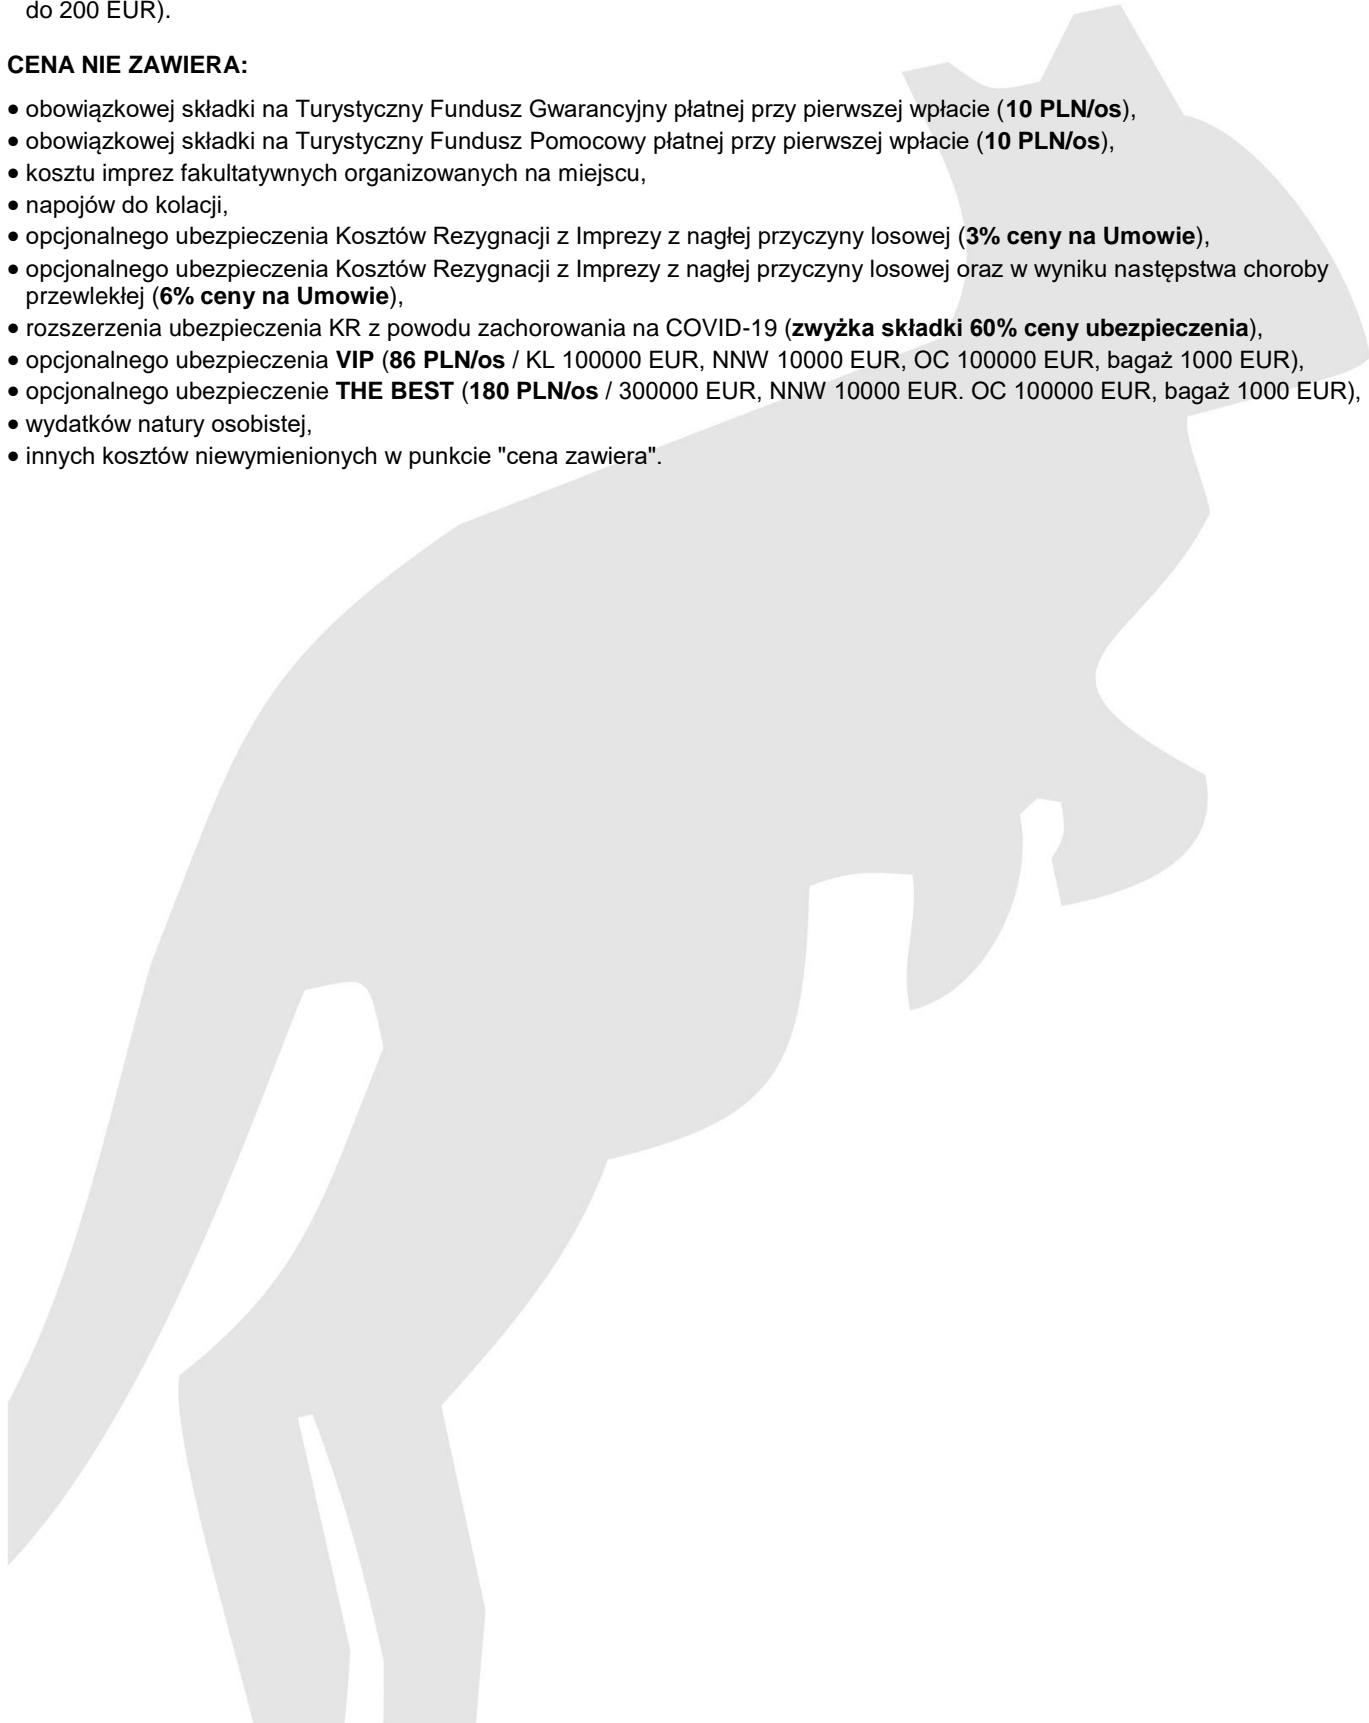 do 200 EUR).
CENA NIE ZAWIERA:
• obowiązkowej składki na Turystyczny Fundusz Gwarancyjny płatnej przy pierwszej wpłacie (10 PLN/os),
• obowiązkowej składki na Turystyczny Fundusz Pomocowy płatnej przy pierwszej wpłacie (10 PLN/os),
• kosztu imprez fakultatywnych organizowanych na miejscu,
• napojów do kolacji,
• opcjonalnego ubezpieczenia Kosztów Rezygnacji z Imprezy z nagłej przyczyny losowej (3% ceny na Umowie),
• opcjonalnego ubezpieczenia Kosztów Rezygnacji z Imprezy z nagłej przyczyny losowej oraz w wyniku następstwa choroby
przewlekłej (6% ceny na Umowie),
• rozszerzenia ubezpieczenia KR z powodu zachorowania na COVID-19 (zwyżka składki 60% ceny ubezpieczenia),
• opcjonalnego ubezpieczenia VIP (86 PLN/os / KL 100000 EUR, NNW 10000 EUR, OC 100000 EUR, bagaż 1000 EUR),
• opcjonalnego ubezpieczenie THE BEST (180 PLN/os / 300000 EUR, NNW 10000 EUR. OC 100000 EUR, bagaż 1000 EUR),
• wydatków natury osobistej,
• innych kosztów niewymienionych w punkcie "cena zawiera".